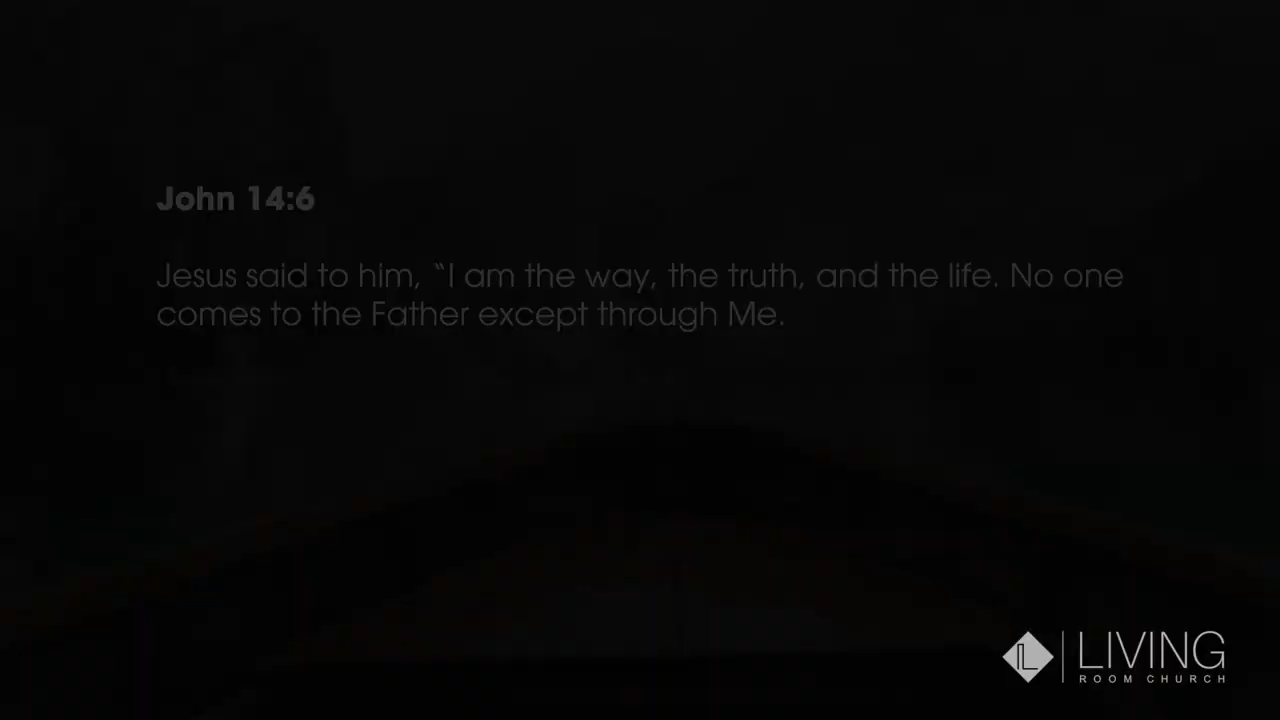 John 14:6
Jesus said to him, “I am the way, the truth, and the life. No one
comes to the Father except through Me.
LIVING
ROOM CHURCH